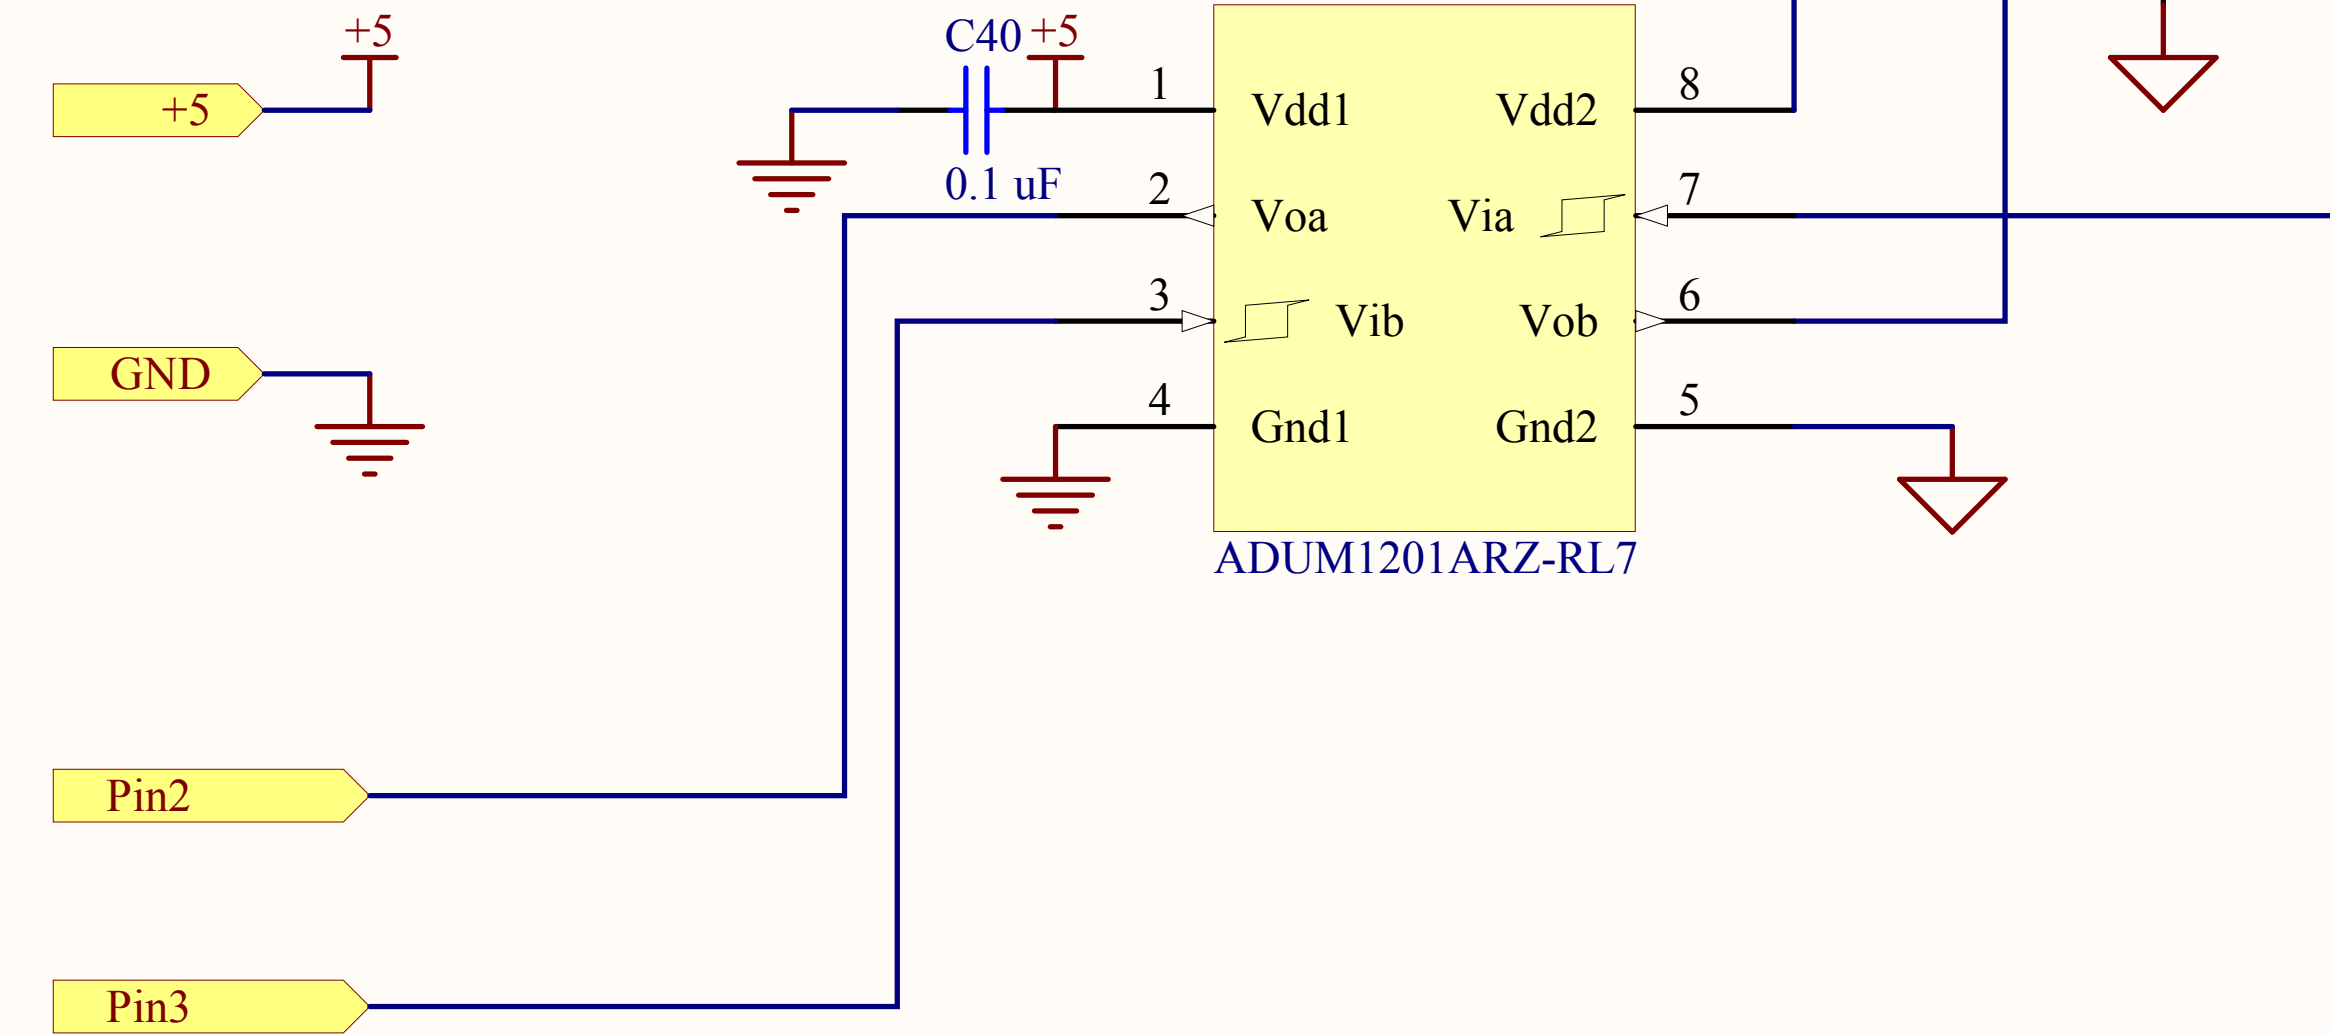 +5
C40
+5
+5
1
Vdd1
Vdd2
8
0.1 uF
2
Voa
Via
7
3
Vib
Vob
6
GND
4
Gnd1
Gnd2
5
ADUM1201ARZ-RL7
Pin2
Pin3